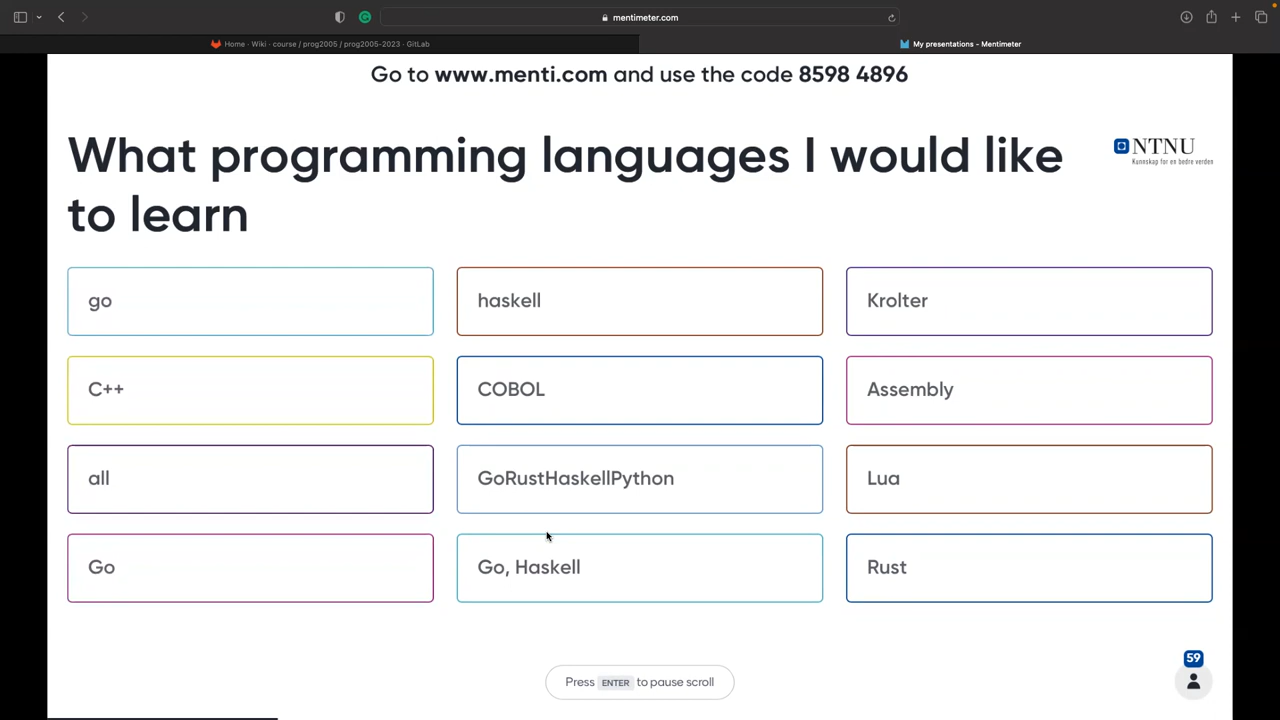 mentimeter.com
Home · Wiki · course / prog2005 / prog2005-2023 · GitLab
My presentations - Mentimeter
Go to www.menti.com and use the code 8598 4896
What programming languages I would like
to learn
NTNU
Kunnskap for en bedre verden
go
haskell
Krolter
C++
COBOL
Assembly
all
GoRustHaskellPython
Lua
Go
Go, Haskell
Rust
Press ENTER to pause scroll
59